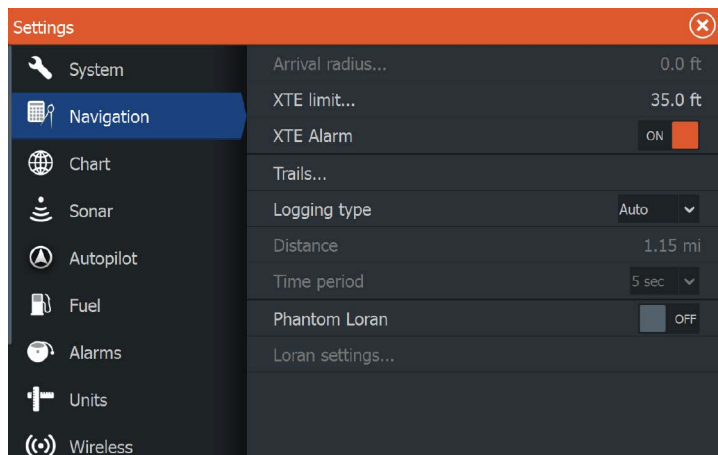 Settings
System
Navigation
Chart
Sonar
Autopilot
Fuel
Alarms
Units
Wireless
Arrival radius... 0.0 ft
XTE limit... 35.0 ft
XTE Alarm ON
Trails...
Logging type Auto
Distance 1.15 mi
Time period 5 sec
Phantom Loran OFF
Loran settings...